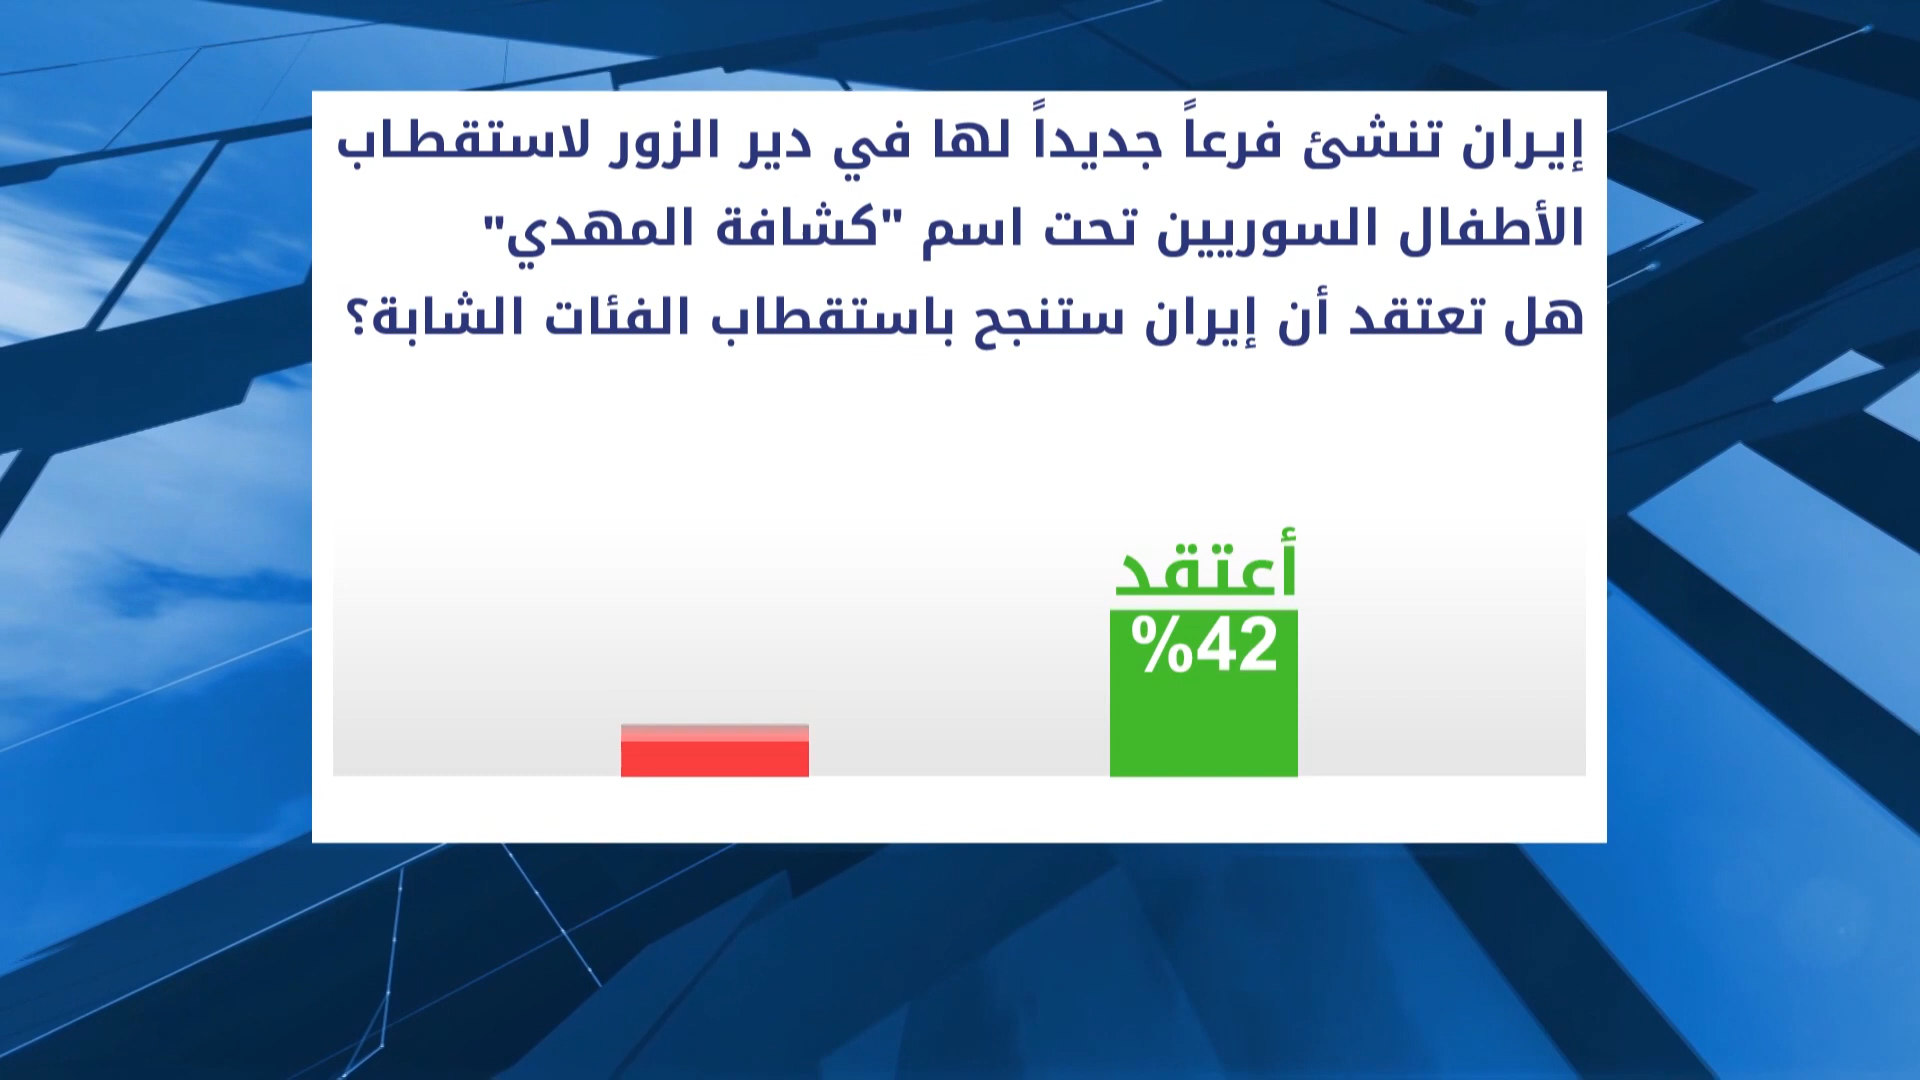 إيران تنشئ فرعاً جديداً لها في دير الزور لاستقطاب
الأطفال السوريين تحت اسم "كشافة المهدي"
هل تعتقد أن إيران ستنجح باستقطاب الفئات الشابة؟
أعتقد
%42